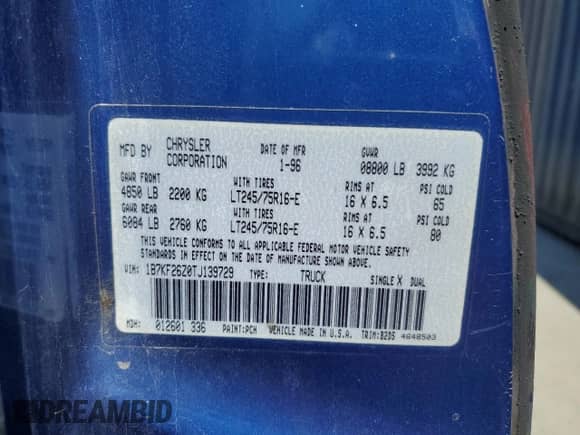 MFD BY CHRYSLER CORPORATION DATE OF MFR 1-96 GVWR 08800 LB 3992 KG
GAWR FRONT WITH TIRES RIMS AT PSI COLD
4850 LB 2200 KG LT245/75R16-E 16 X 6.5 65
GAWR REAR WITH TIRES RIMS AT PSI COLD
6084 LB 2760 KG LT245/75R16-E 16 X 6.5 80
THIS VEHICLE CONFORMS TO ALL APPLICABLE FEDERAL MOTOR VEHICLE SAFETY
STANDARDS IN EFFECT ON THE DATE OF MANUFACTURE SHOWN ABOVE.
VIN: 1B7KF26Z0TJ139729 TYPE: TRUCK SINGLE X DUAL
MDH: 012601 336 PAINT:PCH VEHICLE MADE IN U.S.A. TRIM:B2D5 4648503
DREAMBID